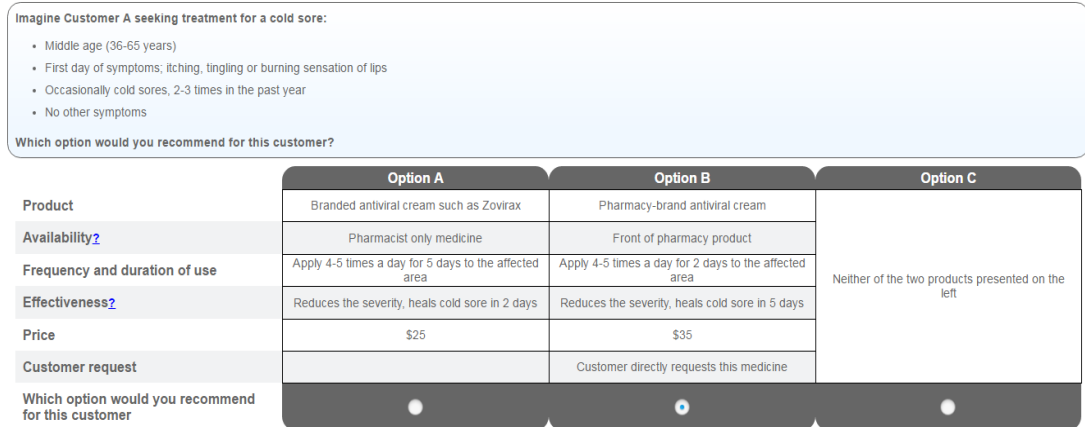 Imagine Customer A seeking treatment for a cold sore:
• Middle age (36-65 years)
• First day of symptoms; itching, tingling or burning sensation of lips
• Occasionally cold sores, 2-3 times in the past year
• No other symptoms
Which option would you recommend for this customer?
Option A Option B Option C
Product Branded antiviral cream such as Zovirax Pharmacy-brand antiviral cream
Availability? Pharmacist only medicine Front of pharmacy product
Frequency and duration of use Apply 4-5 times a day for 5 days to the affected Apply 4-5 times a day for 2 days to the affected
area area
Neither of the two products presented on the
left
Effectiveness? Reduces the severity, heals cold sore in 2 days Reduces the severity, heals cold sore in 5 days
Price $25 $35
Customer request Customer directly requests this medicine
Which option would you recommend
for this customer